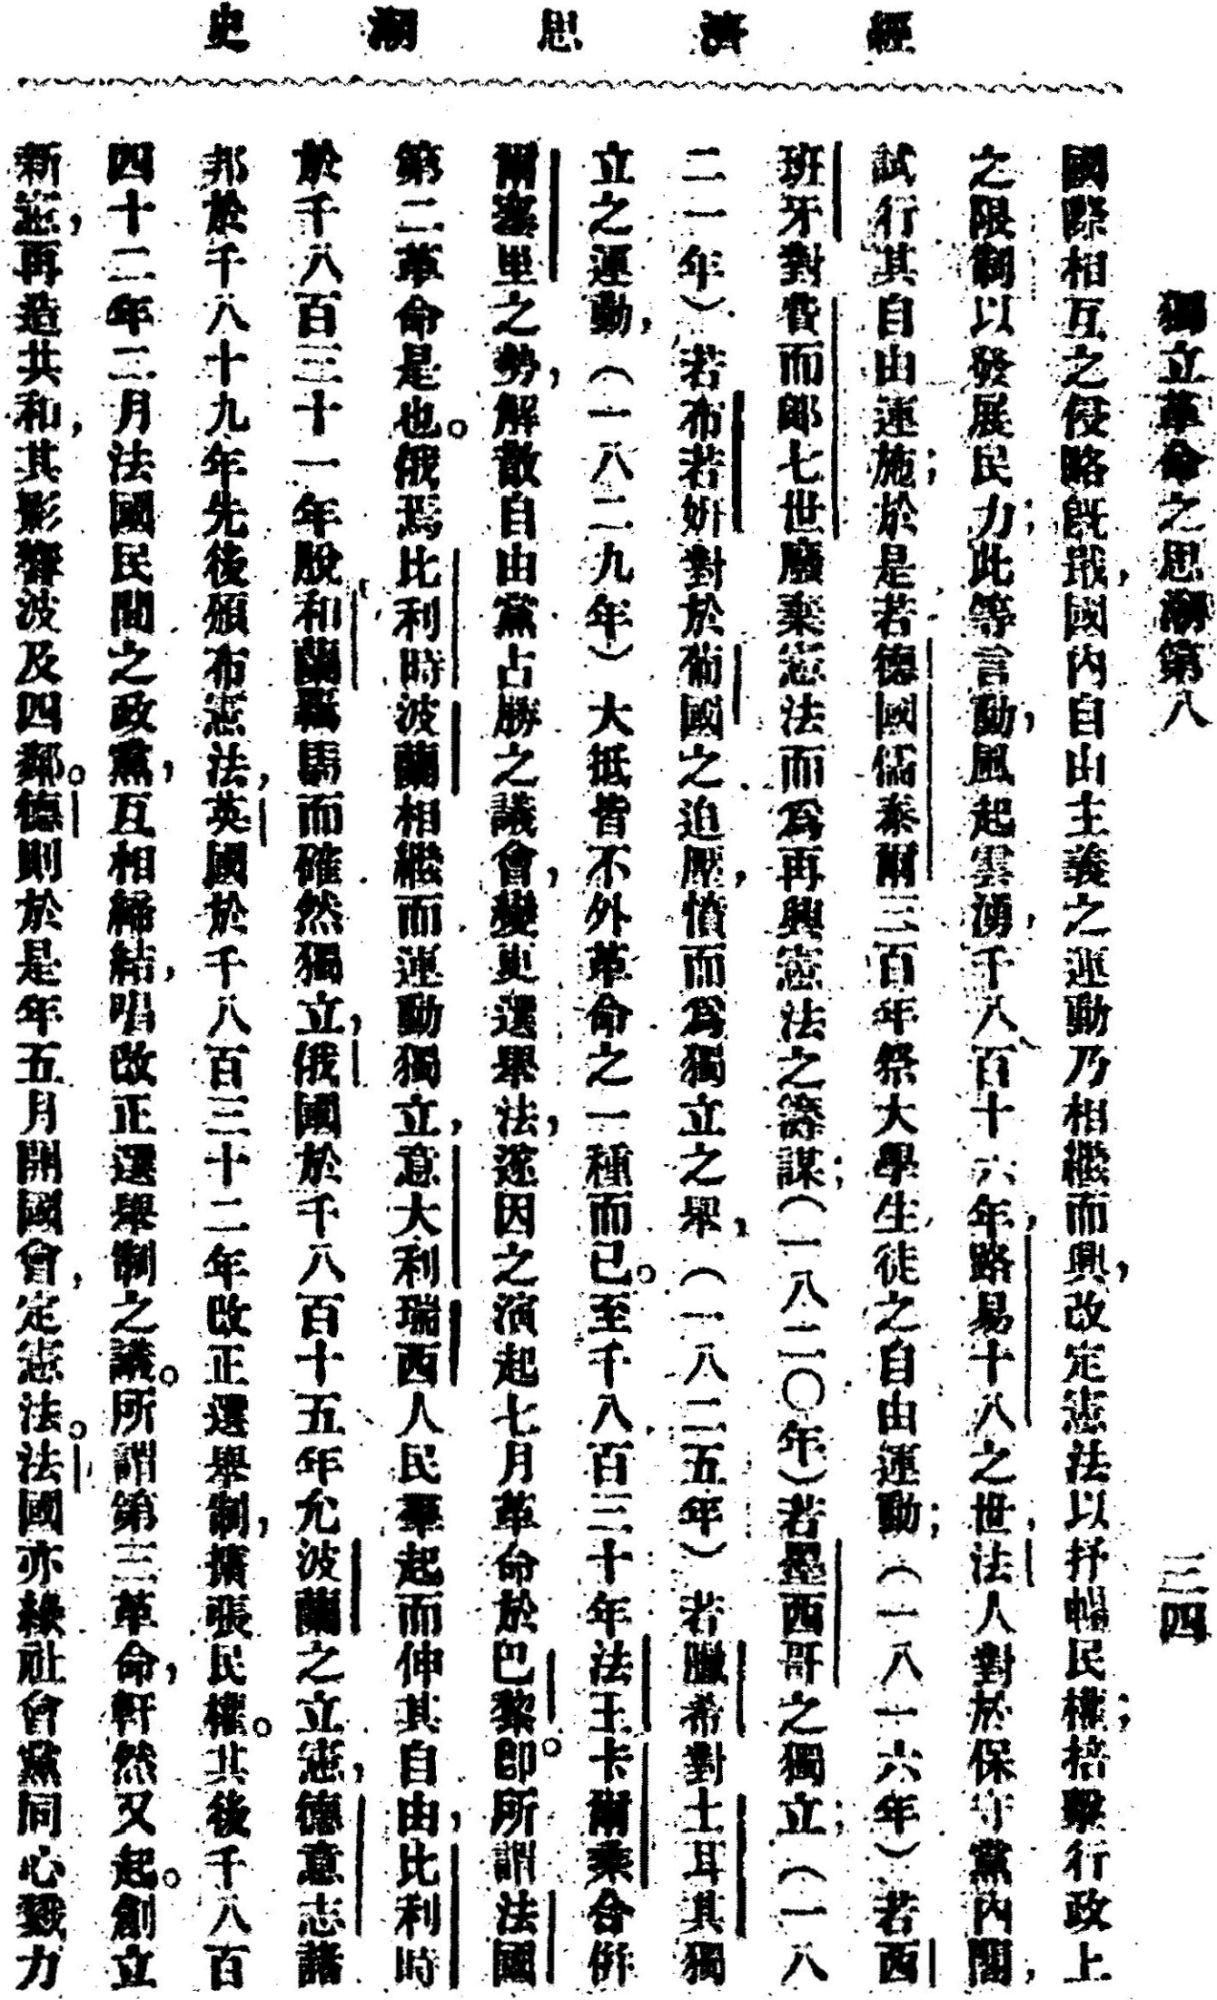 經濟思潮史
獨立革命之思潮第八 三四
國際相互之侵略既戢,國內自由主義之運動乃相繼而興,改定憲法以抒暢民權;掊擊行政上
之限制以發展民力;此等言動,風起雲湧,千八百十六年,路易十八之世,法人對於保守黨內閣,
試行其自由運施;於是若德國儒泰爾三百年祭大學生徒之自由運動;(一八一六年)若西
班牙對費而郎七世廢棄憲法而爲再興憲法之籌謀;(一八二〇年)若墨西哥之獨立;(一八
二一年)若布若姸對於葡國之迫壓,憤而爲獨立之舉,(一八二五年)若臘希對土耳其獨
立之運動,(一八二九年)大抵皆不外革命之一種而已。至千八百三十年法王卡爾乘合併
爾塞里之勢,解散自由黨占勝之議會,變更選舉法,遂因之演起七月革命於巴黎。卽所謂法國
第二革命是也。俄焉比利時波蘭相繼而運動獨立,意大利瑞西人民羣起而伸其自由,比利時
於千八百三十一年脫和蘭羈馬而確然獨立,俄國於千八百十五年允波蘭之立憲,德意志諸
邦於千八十九年先後頒布憲法,英國於千八百三十二年改正選舉制,擴張民權。其後千八百
四十二年二月法國民間之政黨,互相締結,唱改正選舉制之議。所謂第三革命,軒然又起。創立
新憲,再造共和,其影響波及四鄰。德則於是年五月開國會,定憲法。法國亦緣社會黨同心戮力